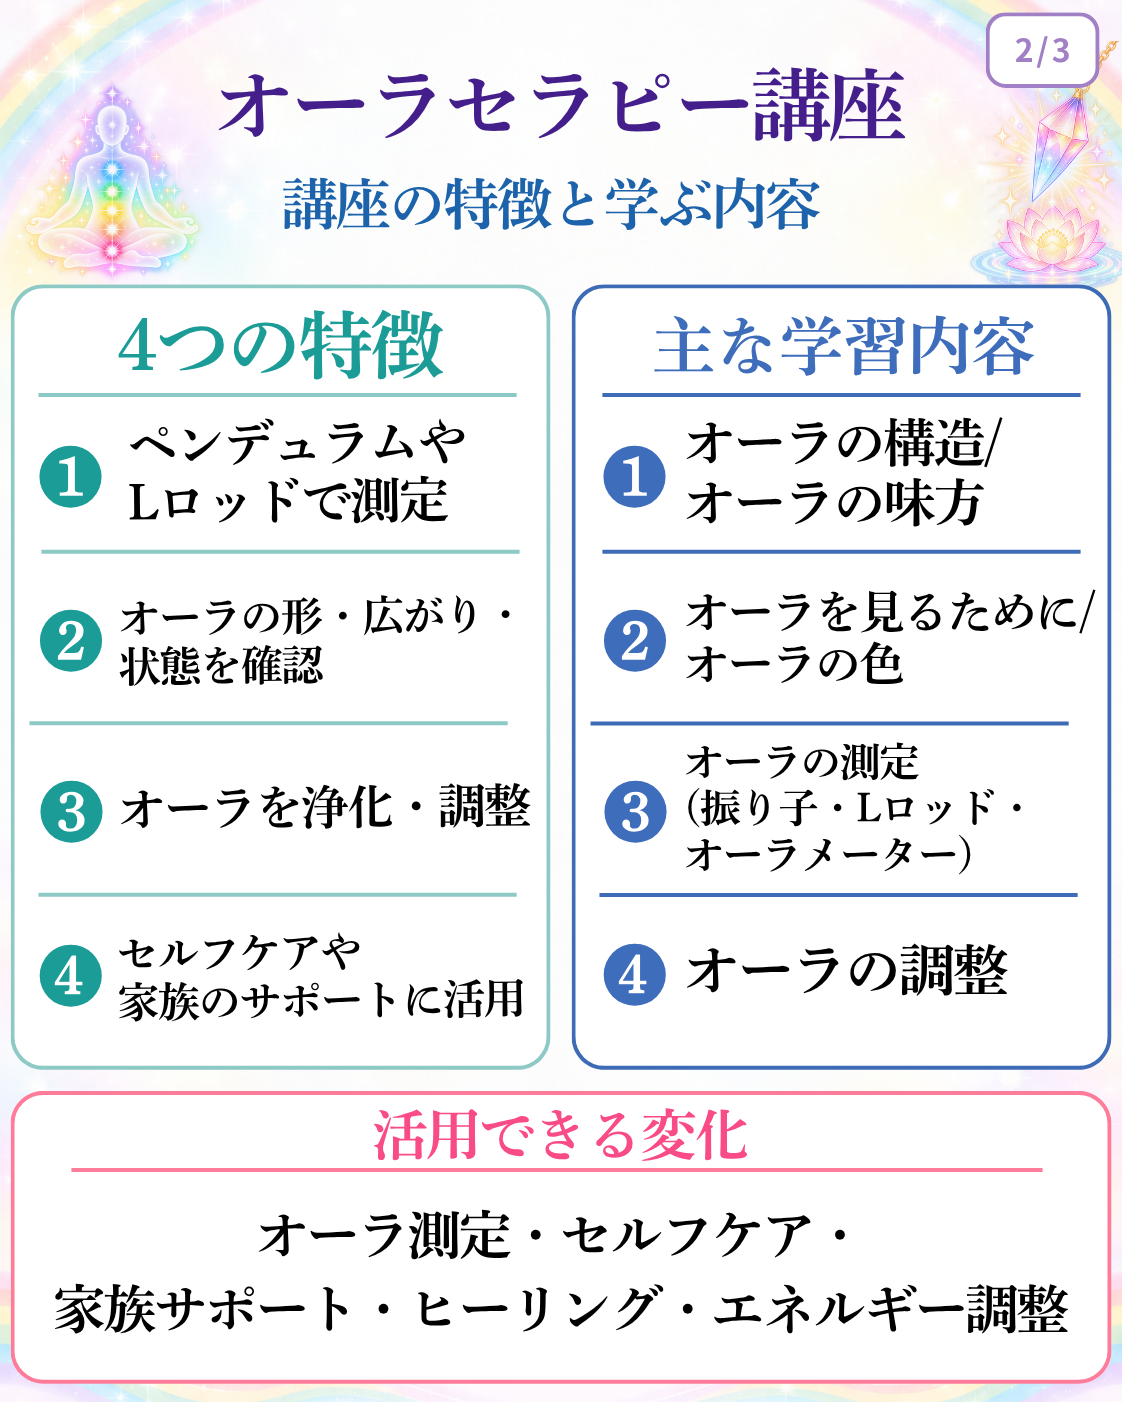 2/3
オーラセラピー講座
講座の特徴と学ぶ内容
4つの特徴
1
ペンデュラムや
Lロッドで測定
2
オーラの形・広がり・
状態を確認
3
オーラを浄化・調整
4
セルフケアや
家族のサポートに活用
主な学習内容
1
オーラの構造/
オーラの味方
2
オーラを見るために/
オーラの色
3
オーラの測定
(振り子・Lロッド・
オーラメーター)
4
オーラの調整
活用できる変化
オーラ測定・セルフケア・
家族サポート・ヒーリング・エネルギー調整